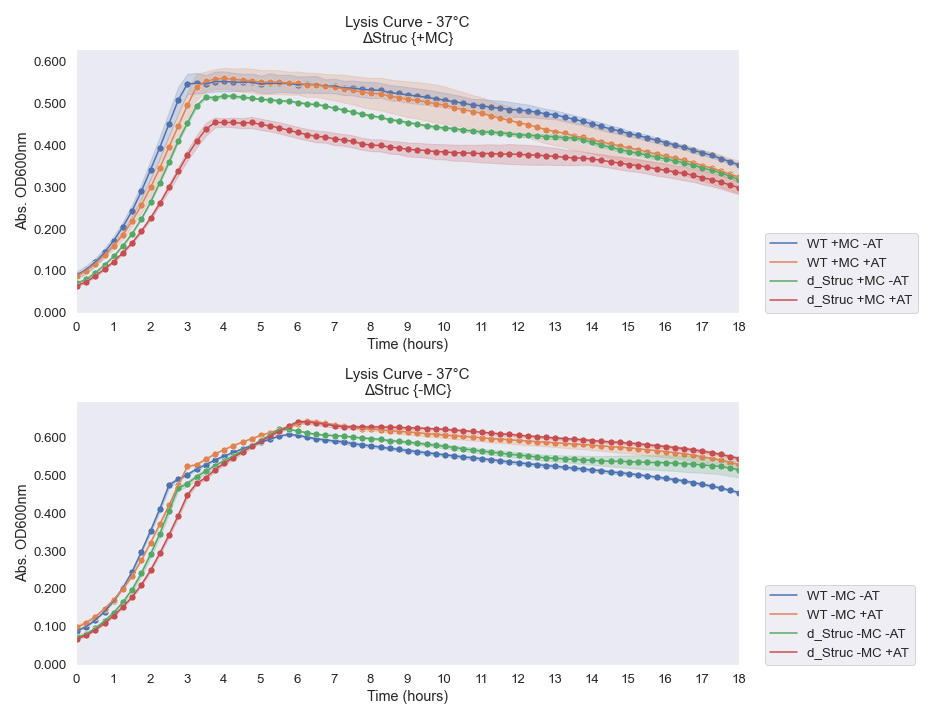 Lysis Curve - 37°C
ΔStruc {+MC}
0.600
0.500
0.400
0.300
0.200
0.100
0.000
Abs. OD600nm
0 1 2 3 4 5 6 7 8 9 10 11 12 13 14 15 16 17 18
Time (hours)
WT +MC -AT
WT +MC +AT
d_Struc +MC -AT
d_Struc +MC +AT
Lysis Curve - 37°C
ΔStruc {-MC}
0.600
0.500
0.400
0.300
0.200
0.100
0.000
Abs. OD600nm
0 1 2 3 4 5 6 7 8 9 10 11 12 13 14 15 16 17 18
Time (hours)
WT -MC -AT
WT -MC +AT
d_Struc -MC -AT
d_Struc -MC +AT